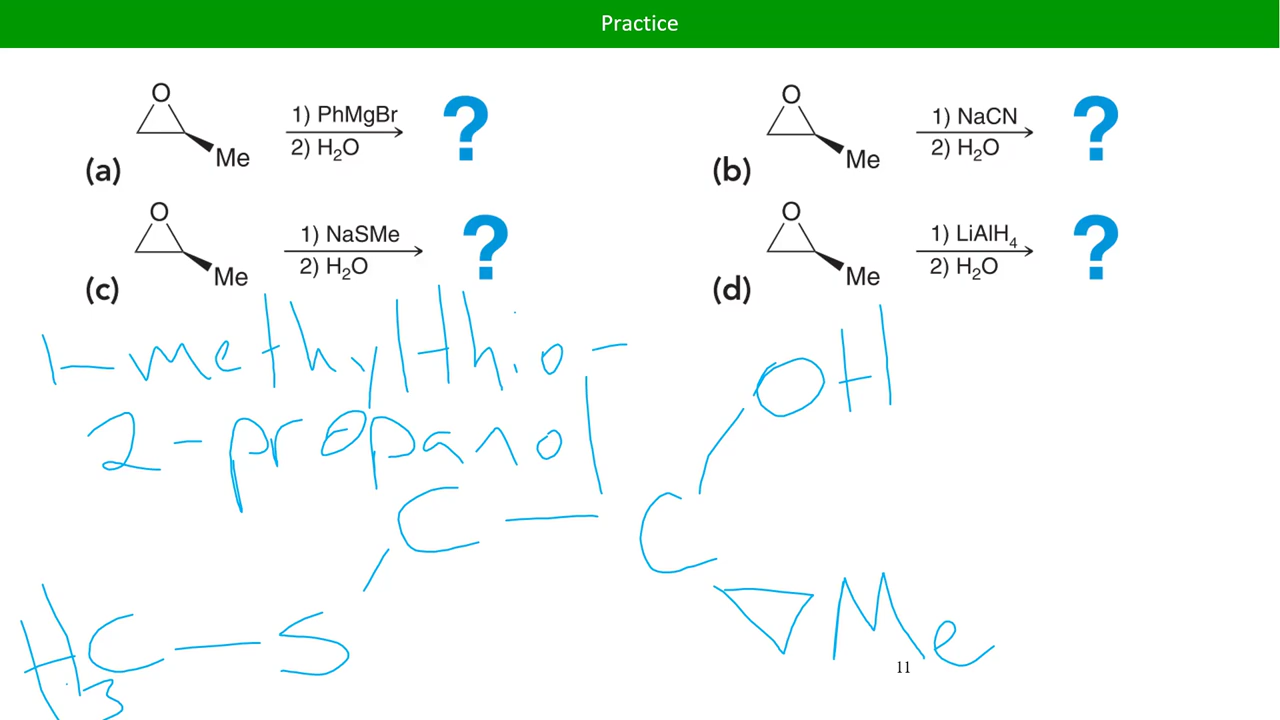 Practice
O
Me
(a)
1) PhMgBr
2) H₂O
?
O
Me
(b)
1) NaCN
2) H₂O
?
O
Me
(c)
1) NaSMe
2) H₂O
?
O
Me
(d)
1) LiAlH₄
2) H₂O
?
1-methylthio-
2-propanol
OH
C - C
H₃C - S
Me
11